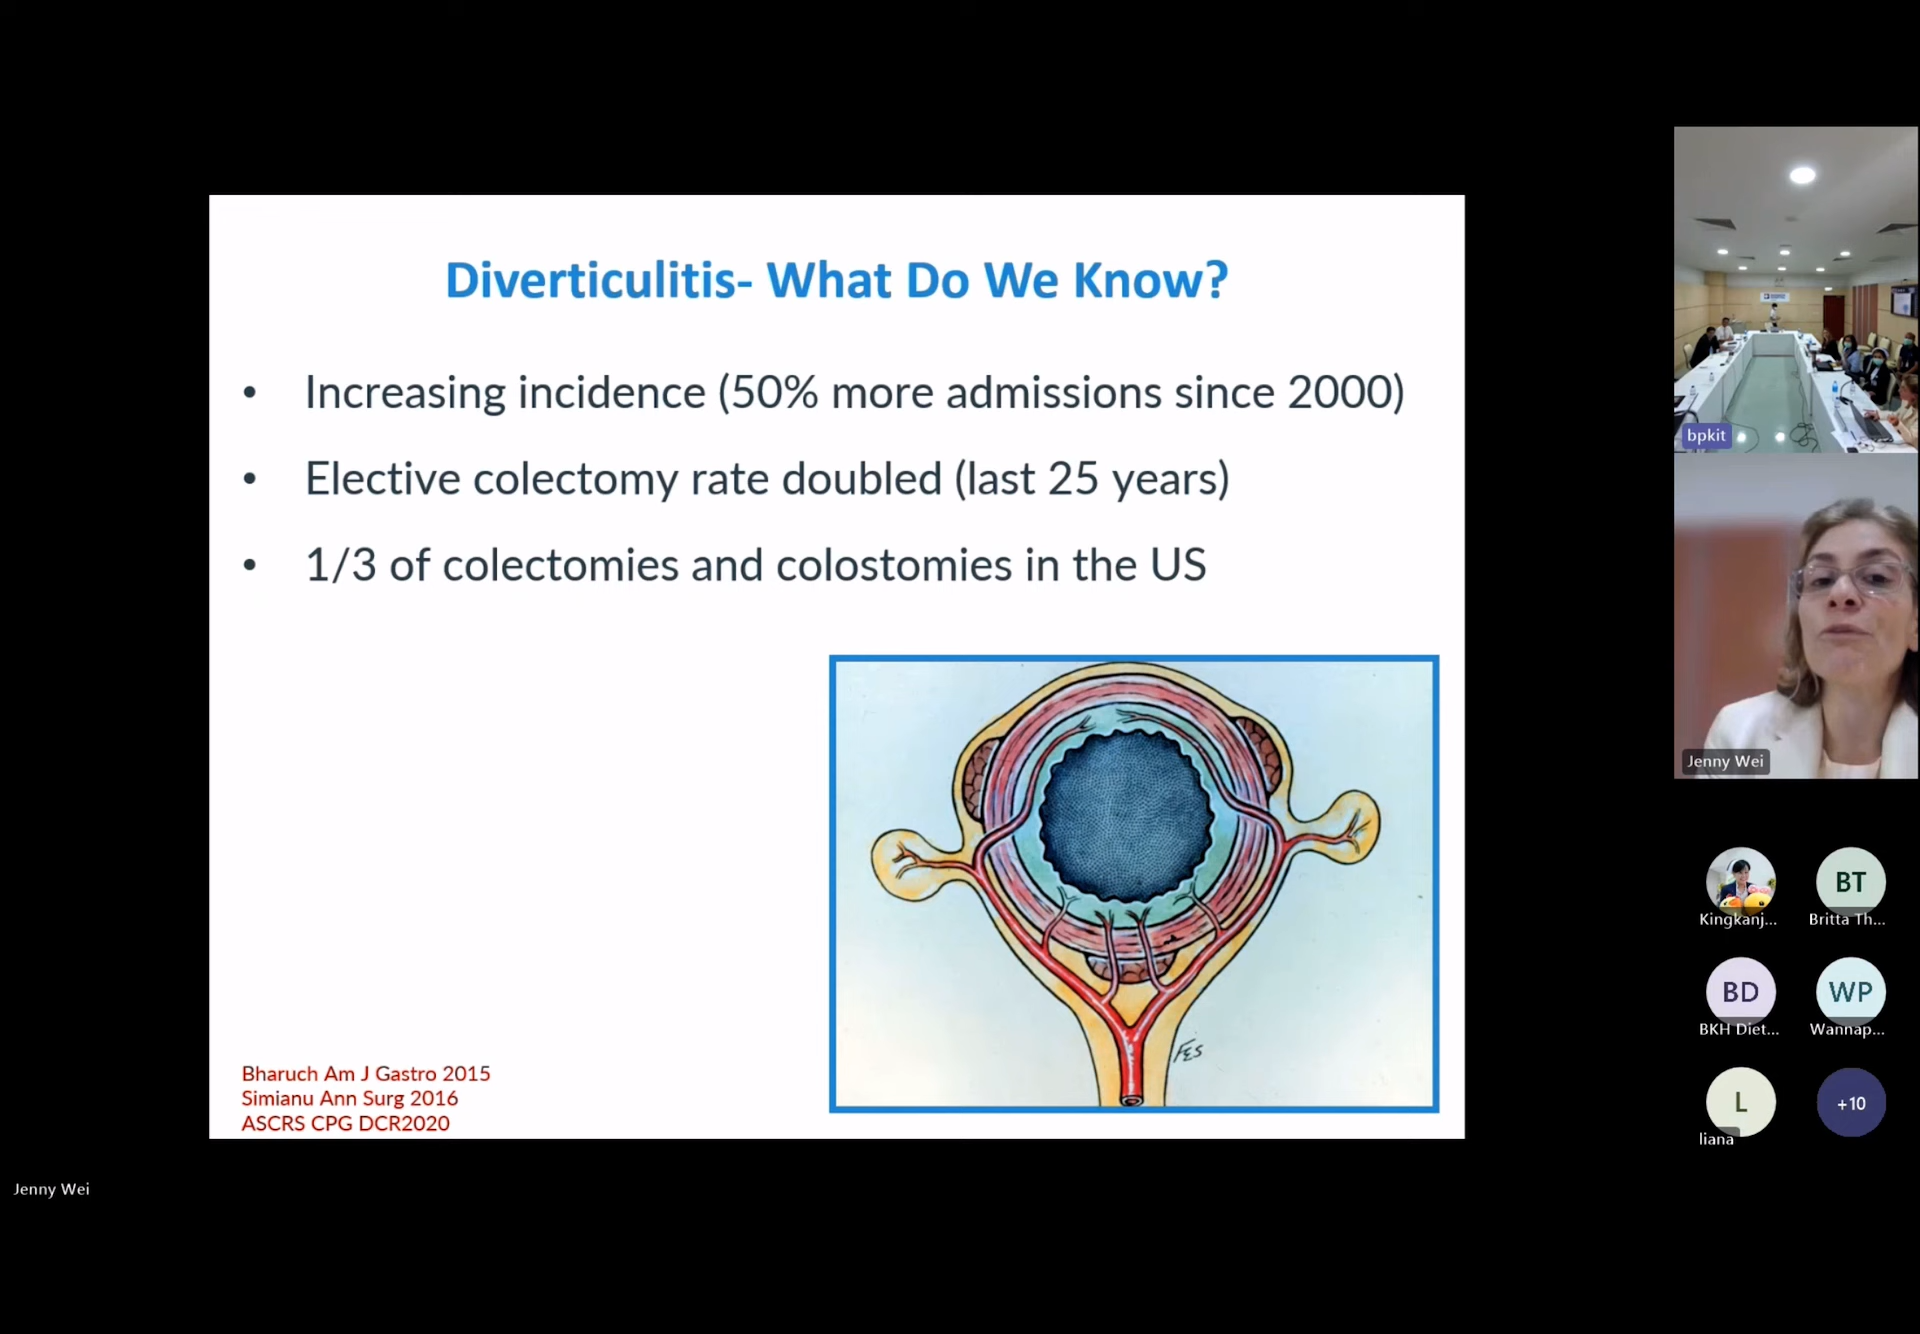 Diverticulitis- What Do We Know?
• Increasing incidence (50% more admissions since 2000)
• Elective colectomy rate doubled (last 25 years)
• 1/3 of colectomies and colostomies in the US
FES
Bharuch Am J Gastro 2015
Simianu Ann Surg 2016
ASCRS CPG DCR2020
Jenny Wei
bpkit
Jenny Wei
Kingkanj...
BT
Britta Th...
BD
BKH Diet...
WP
Wannap...
L
liana
+10